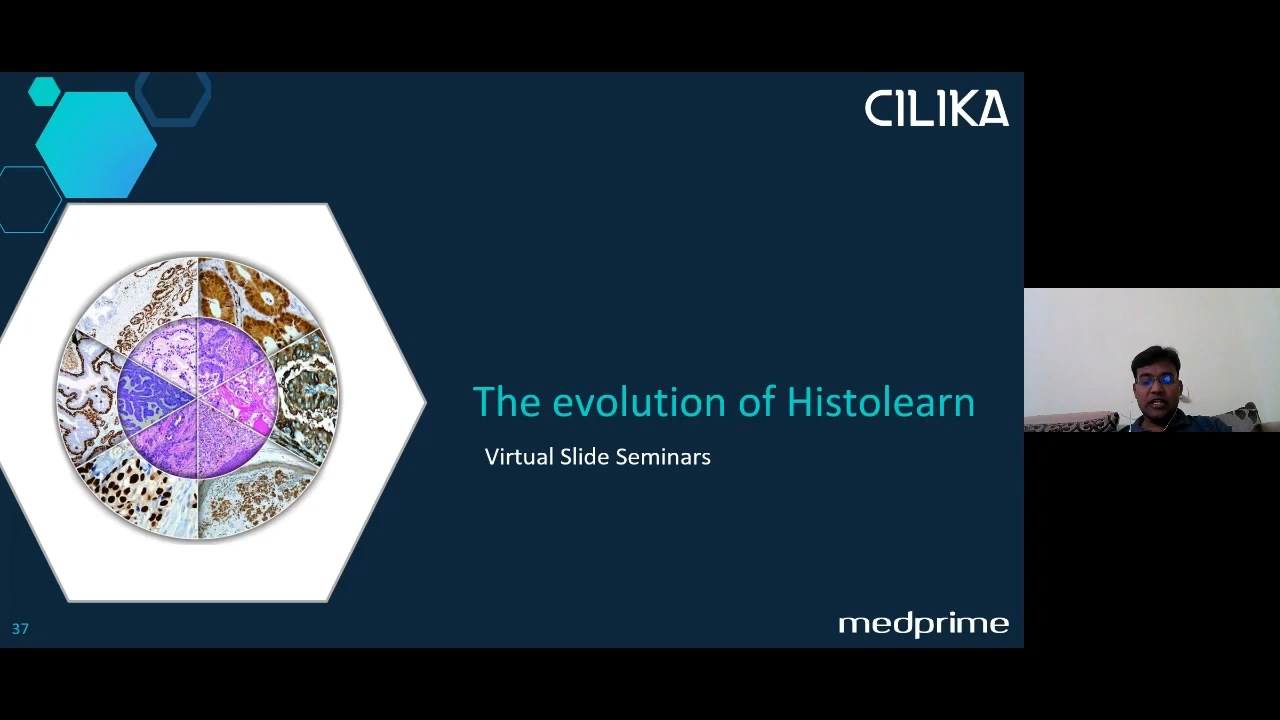 CILIKA
The evolution of Histolearn
Virtual Slide Seminars
37
medprime